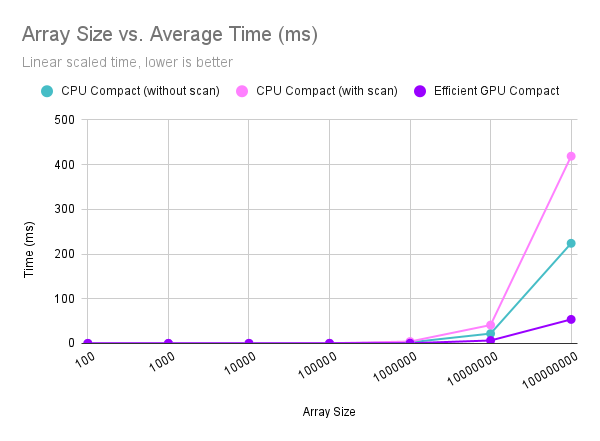 Array Size vs. Average Time (ms)
Linear scaled time, lower is better
CPU Compact (without scan) CPU Compact (with scan) Efficient GPU Compact
500
400
300
200
100
0
Time (ms)
100 1000 10000 100000 1000000 10000000 100000000
Array Size